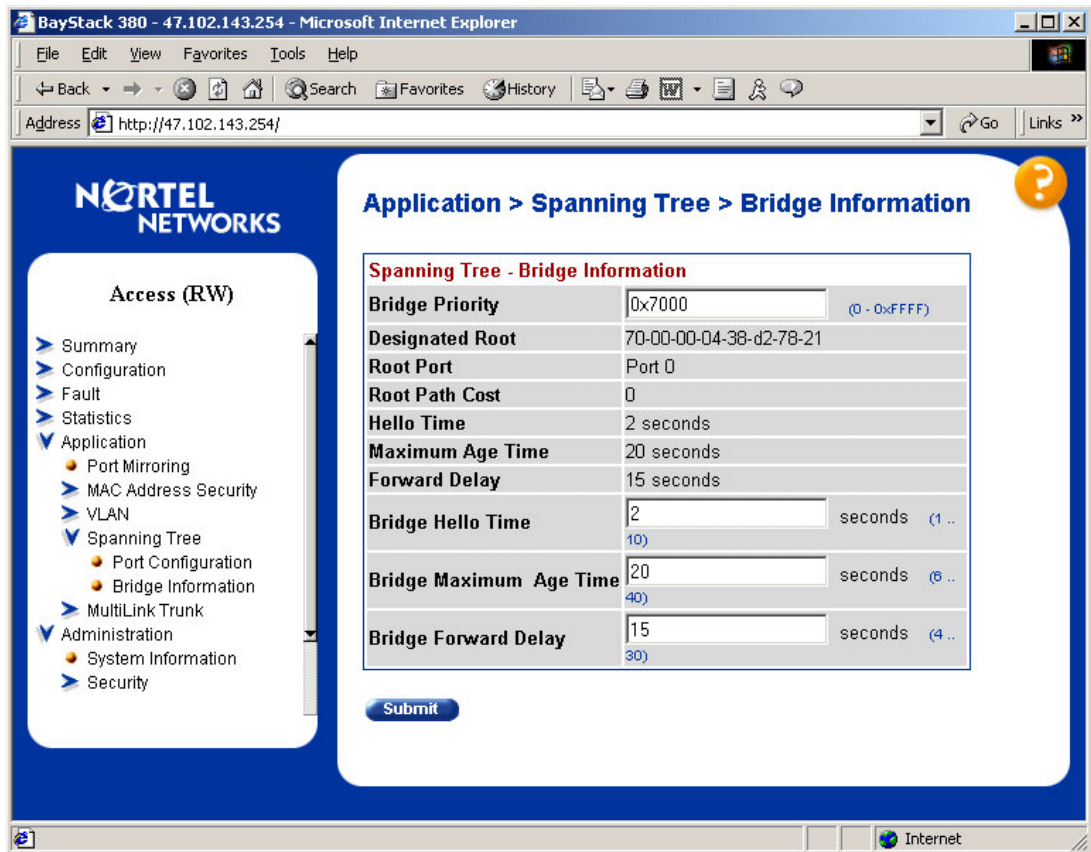 BayStack 380 - 47.102.143.254 - Microsoft Internet Explorer
File Edit View Favorites Tools Help
Back Search Favorites History
Address http://47.102.143.254/ Go Links »
NORTEL
NETWORKS
Access (RW)
Summary
Configuration
Fault
Statistics
Application
Port Mirroring
MAC Address Security
VLAN
Spanning Tree
Port Configuration
Bridge Information
MultiLink Trunk
Administration
System Information
Security
?
Application > Spanning Tree > Bridge Information
Spanning Tree - Bridge Information
Bridge Priority 0x7000 (0 - 0xFFFF)
Designated Root 70-00-00-04-38-d2-78-21
Root Port Port 0
Root Path Cost 0
Hello Time 2 seconds
Maximum Age Time 20 seconds
Forward Delay 15 seconds
Bridge Hello Time 2 seconds (1 ..
10)
Bridge Maximum Age Time 20 seconds (6 ..
40)
Bridge Forward Delay 15 seconds (4 ..
30)
Submit
Internet